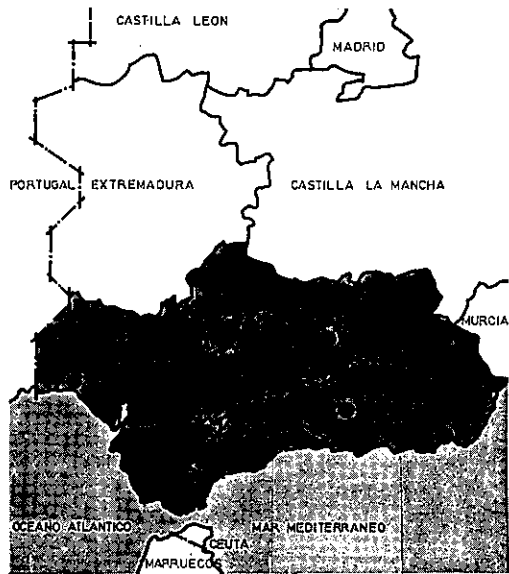 CASTILLA LEON
MADRID
PORTUGAL EXTREMADURA
CASTILLA LA MANCHA
MURCIA
OCEANO ATLANTICO
MAR MEDITERRANEO
CEUTA
MARRUECOS